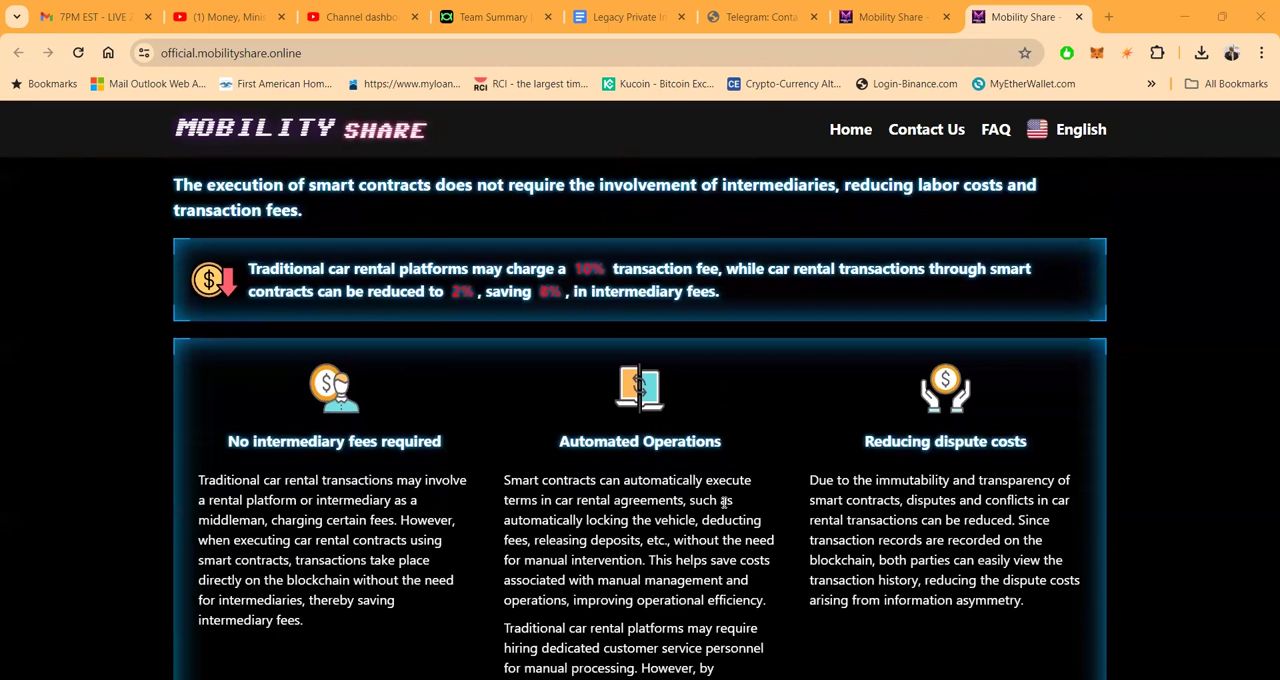 7PM EST - LIVE Z
(1) Money, Minis
Channel dashbo
Team Summary
Legacy Private In
Telegram: Conta
Mobility Share -
Mobility Share -
official.mobilityshare.online
Bookmarks
Mail Outlook Web A...
First American Hom...
https://www.myloan...
RCI - the largest tim...
Kucoin - Bitcoin Exc...
Crypto-Currency Alt...
Login-Binance.com
MyEtherWallet.com
All Bookmarks
MOBILITY SHARE
Home Contact Us FAQ English
The execution of smart contracts does not require the involvement of intermediaries, reducing labor costs and
transaction fees.
Traditional car rental platforms may charge a 10% transaction fee, while car rental transactions through smart
contracts can be reduced to 2% , saving 8% , in intermediary fees.
No intermediary fees required
Traditional car rental transactions may involve
a rental platform or intermediary as a
middleman, charging certain fees. However,
when executing car rental contracts using
smart contracts, transactions take place
directly on the blockchain without the need
for intermediaries, thereby saving
intermediary fees.
Automated Operations
Smart contracts can automatically execute
terms in car rental agreements, such as
automatically locking the vehicle, deducting
fees, releasing deposits, etc., without the need
for manual intervention. This helps save costs
associated with manual management and
operations, improving operational efficiency.
Traditional car rental platforms may require
hiring dedicated customer service personnel
for manual processing. However, by
Reducing dispute costs
Due to the immutability and transparency of
smart contracts, disputes and conflicts in car
rental transactions can be reduced. Since
transaction records are recorded on the
blockchain, both parties can easily view the
transaction history, reducing the dispute costs
arising from information asymmetry.